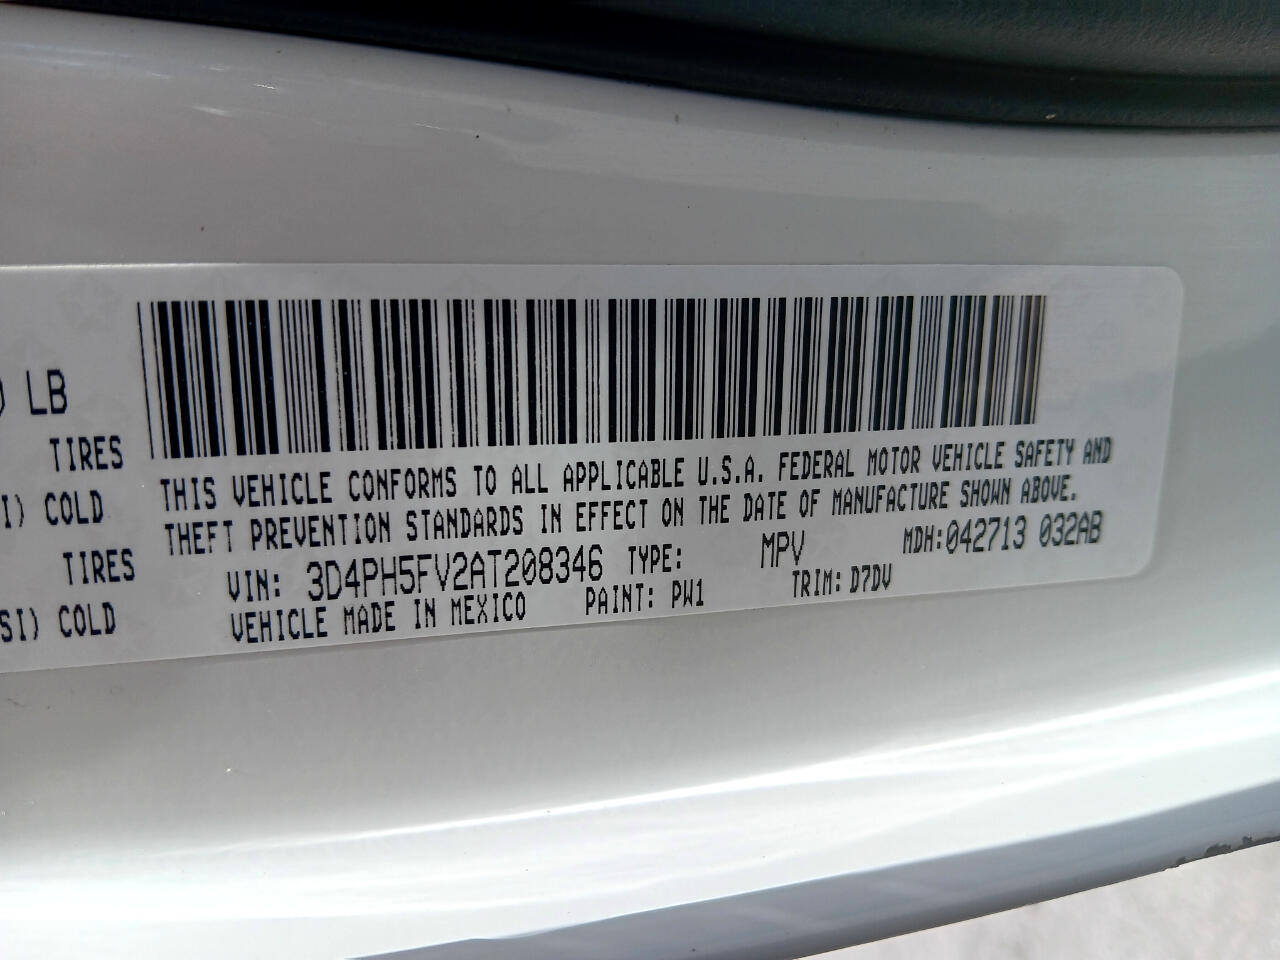 ) LB
TIRES
I) COLD
TIRES
SI) COLD
THIS VEHICLE CONFORMS TO ALL APPLICABLE U.S.A. FEDERAL MOTOR VEHICLE SAFETY AND
THEFT PREVENTION STANDARDS IN EFFECT ON THE DATE OF MANUFACTURE SHOWN ABOVE.
VIN: 3D4PH5FV2AT208346 TYPE: MPV MDH:042713 032AB
VEHICLE MADE IN MEXICO PAINT: PW1 TRIM: D7DV